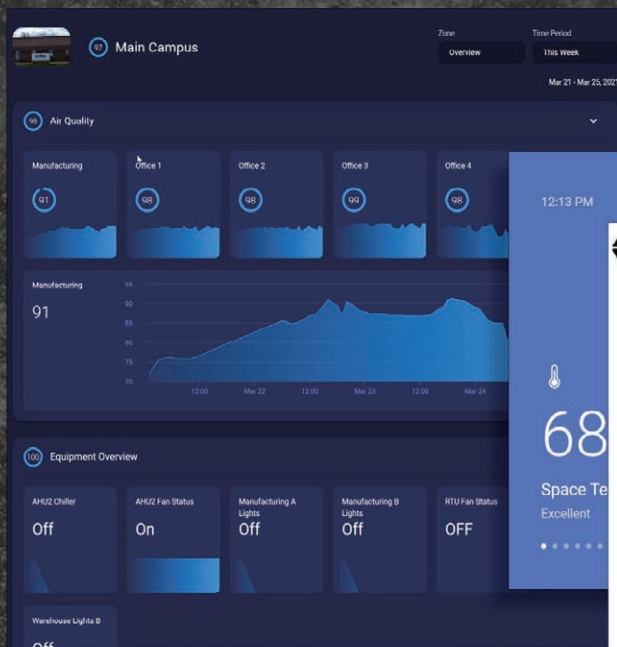 97 Main Campus
Zone
Overview
Time Period
This Week
Mar 21 - Mar 25, 2021
98 Air Quality
Manufacturing
91
Office 1
98
Office 2
98
Office 3
99
Office 4
98
Manufacturing
91
95
90
85
80
75
70
12:00 Mar 22 12:00 Mar 23 12:00 Mar 24
12:13 PM
68
Space Te
Excellent
100 Equipment Overview
AHU2 Chiller
Off
AHU2 Fan Status
On
Manufacturing A
Lights
Off
Manufacturing B
Lights
Off
RTU Fan Status
OFF
Warehouse Lights B
Off